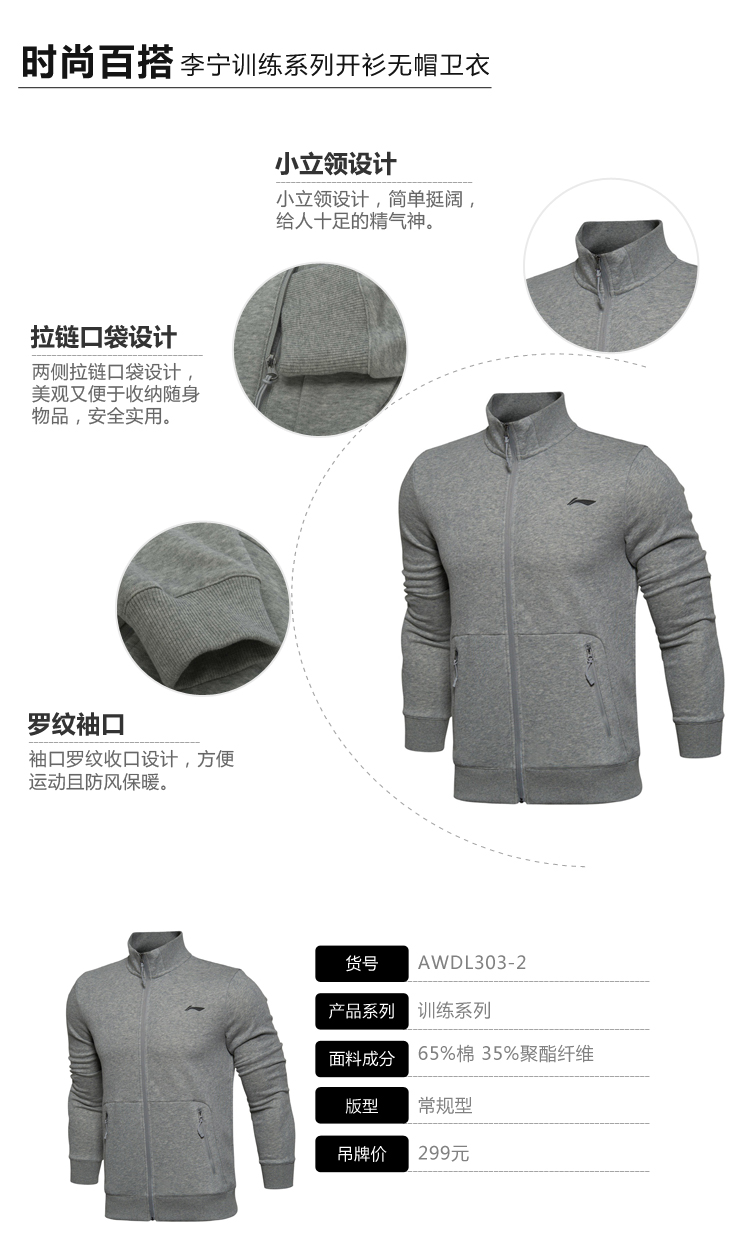 时尚百搭 李宁训练系列开衫无帽卫衣
小立领设计
小立领设计，简单挺阔，
给人十足的精气神。
拉链口袋设计
两侧拉链口袋设计，
美观又便于收纳随身
物品，安全实用。
罗纹袖口
袖口罗纹收口设计，方便
运动且防风保暖。
货号 AWDL303-2
产品系列 训练系列
面料成分 65%棉 35%聚酯纤维
版型 常规型
吊牌价 299元